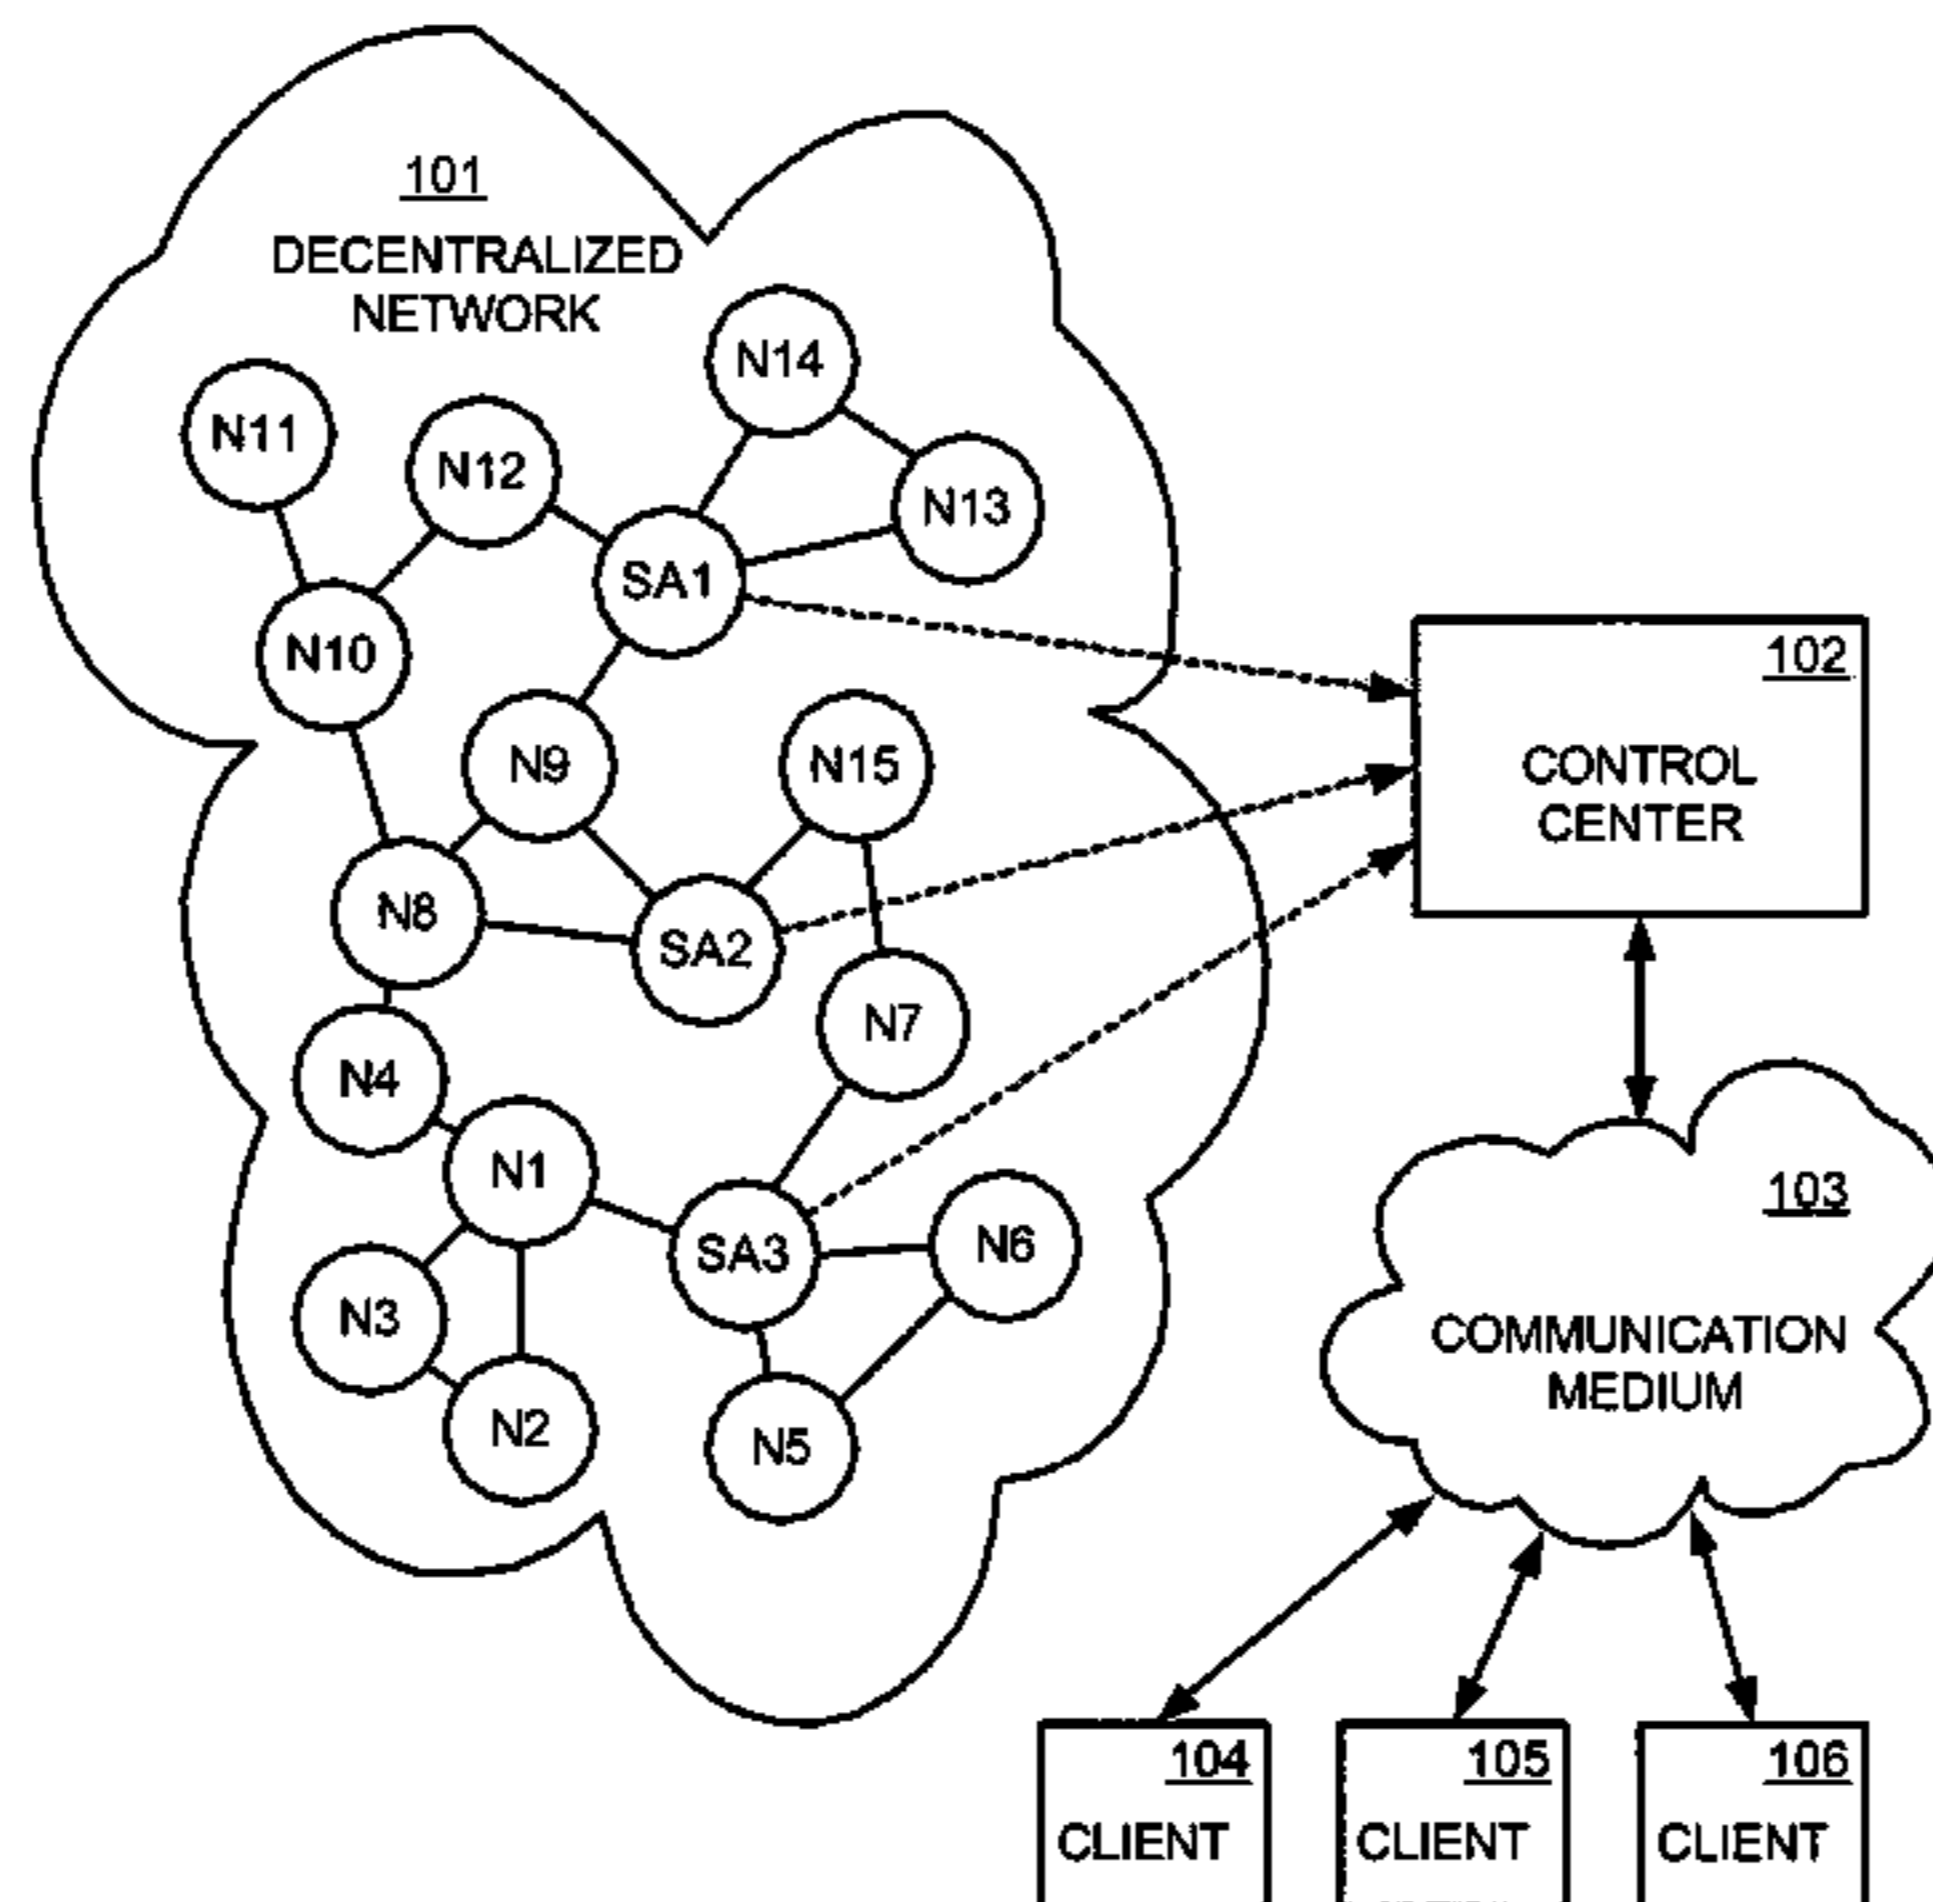 101
DECENTRALIZED
NETWORK
N14
N11
N12
N13
SA1
N10
102
CONTROL
CENTER
N9
N15
N8
SA2
N7
N4
N1
103
COMMUNICATION
MEDIUM
SA3
N6
N3
N2
N5
104
CLIENT
105
CLIENT
106
CLIENT